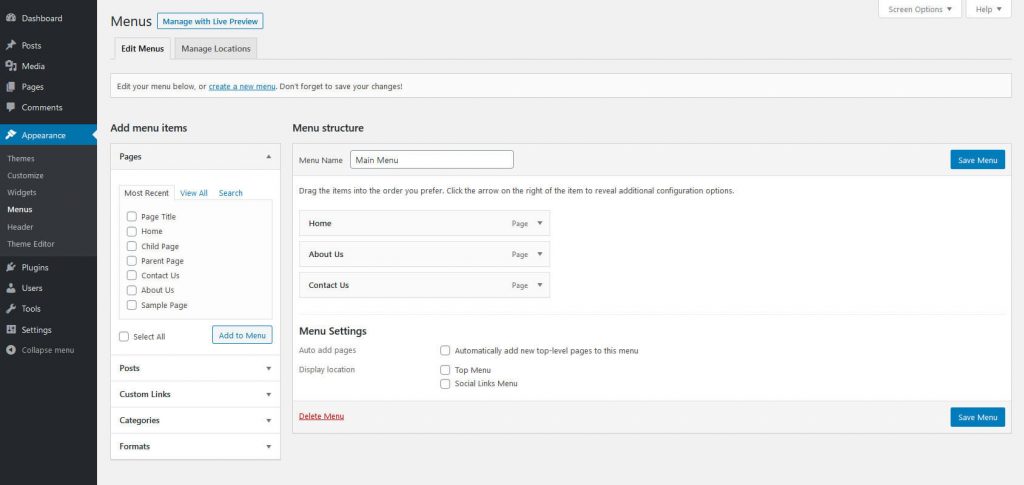 Dashboard
Posts
Media
Pages
Comments
Appearance
Themes
Customize
Widgets
Menus
Header
Theme Editor
Plugins
Users
Tools
Settings
Collapse menu
Screen Options
Help
Menus
Manage with Live Preview
Edit Menus
Manage Locations
Edit your menu below, or create a new menu. Don't forget to save your changes!
Add menu items
Pages
Most Recent
View All
Search
Page Title
Home
Child Page
Parent Page
Contact Us
About Us
Sample Page
Select All
Add to Menu
Posts
Custom Links
Categories
Formats
Menu structure
Menu Name
Main Menu
Save Menu
Drag the items into the order you prefer. Click the arrow on the right of the item to reveal additional configuration options.
Home Page
About Us Page
Contact Us Page
Menu Settings
Auto add pages
Automatically add new top-level pages to this menu
Display location
Top Menu
Social Links Menu
Delete Menu
Save Menu